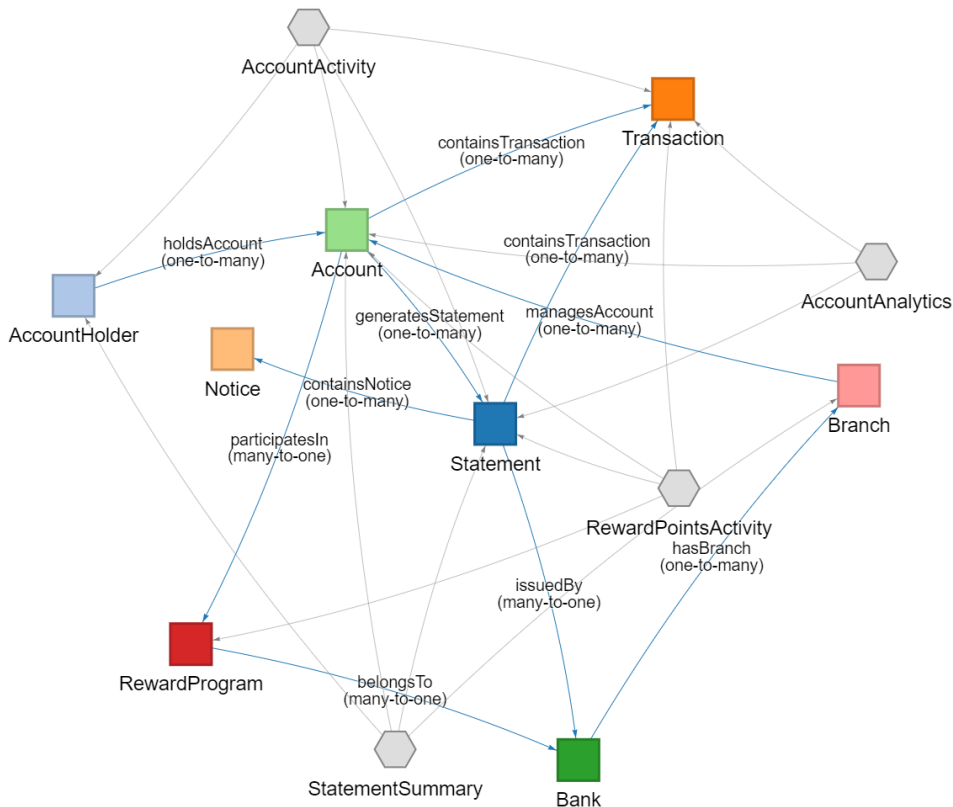 AccountActivity
Transaction
containsTransaction
(one-to-many)
holdsAccount
(one-to-many)
Account
containsTransaction
(one-to-many)
AccountAnalytics
AccountHolder
generatesStatement
(one-to-many)
managesAccount
(one-to-many)
Notice
containsNotice
(one-to-many)
Branch
participatesIn
(many-to-one)
Statement
RewardPointsActivity
hasBranch
(one-to-many)
issuedBy
(many-to-one)
RewardProgram
belongsTo
(many-to-one)
StatementSummary
Bank